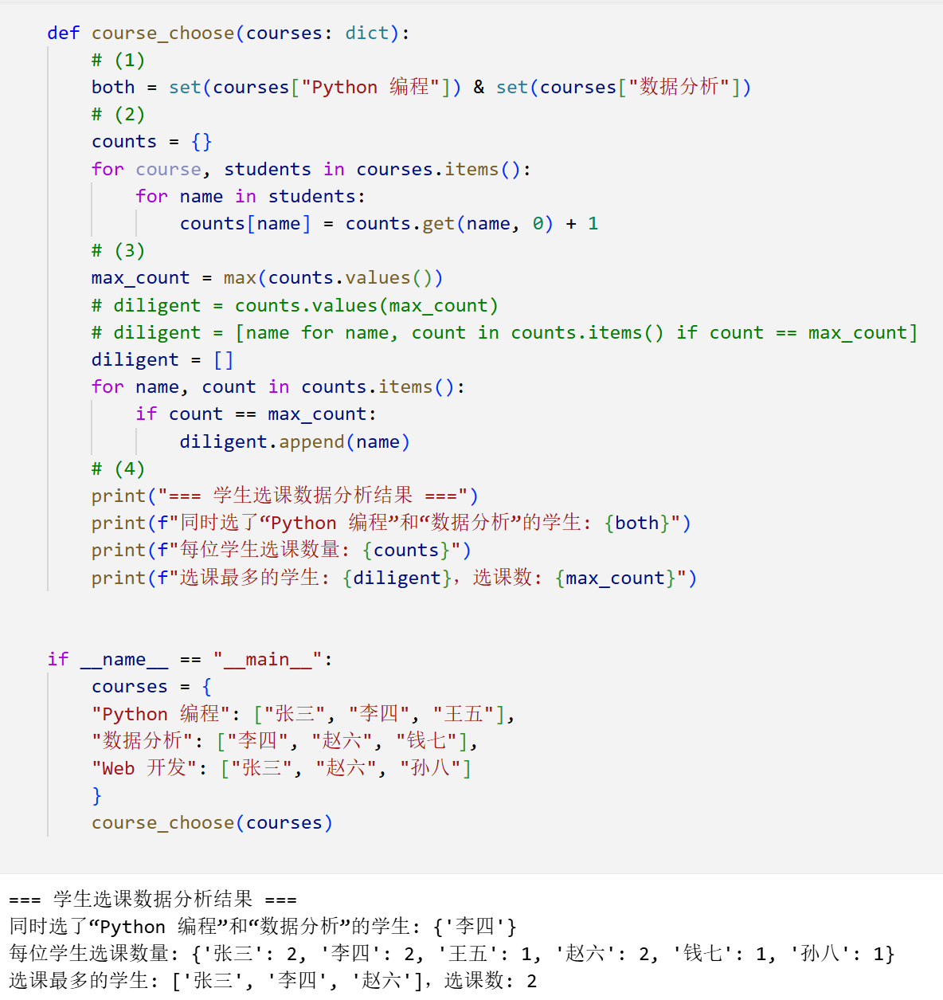 def course_choose(courses: dict):
    # (1)
    both = set(courses["Python 编程"]) & set(courses["数据分析"])
    # (2)
    counts = {}
    for course, students in courses.items():
        for name in students:
            counts[name] = counts.get(name, 0) + 1
    # (3)
    max_count = max(counts.values())
    # diligent = counts.values(max_count)
    # diligent = [name for name, count in counts.items() if count == max_count]
    diligent = []
    for name, count in counts.items():
        if count == max_count:
            diligent.append(name)
    # (4)
    print("=== 学生选课数据分析结果 ===")
    print(f"同时选了“Python 编程”和“数据分析”的学生: {both}")
    print(f"每位学生选课数量: {counts}")
    print(f"选课最多的学生: {diligent}, 选课数: {max_count}")
if __name__ == "__main__":
    courses = {
    "Python 编程": ["张三", "李四", "王五"],
    "数据分析": ["李四", "赵六", "钱七"],
    "Web 开发": ["张三", "赵六", "孙八"]
    }
    course_choose(courses)
=== 学生选课数据分析结果 ===
同时选了“Python 编程”和“数据分析”的学生: {'李四'}
每位学生选课数量: {'张三': 2, '李四': 2, '王五': 1, '赵六': 2, '钱七': 1, '孙八': 1}
选课最多的学生: ['张三', '李四', '赵六'], 选课数: 2